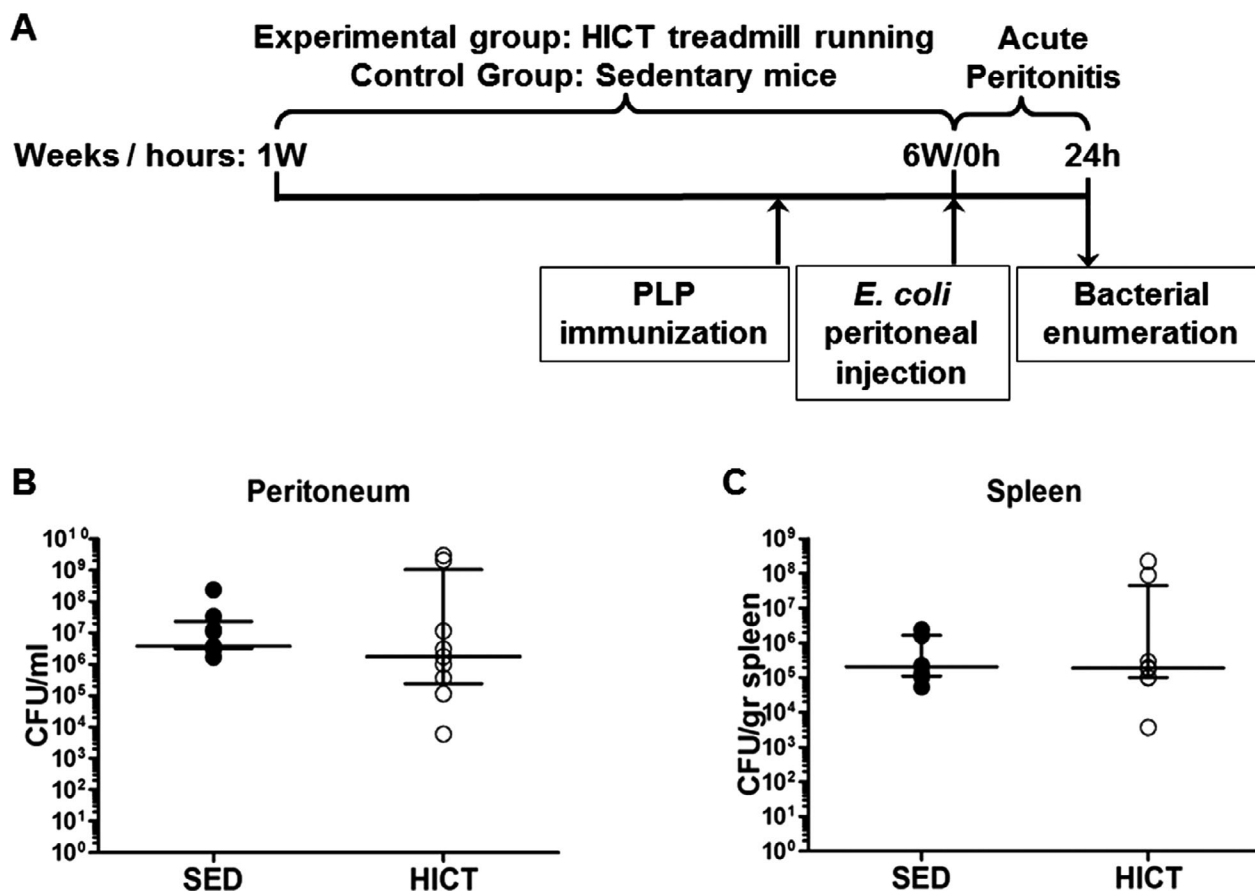 A
Experimental group: HICT treadmill running
Control Group: Sedentary mice
Acute
Peritonitis
Weeks / hours: 1W 6W/0h 24h
PLP
immunization
E. coli
peritoneal
injection
Bacterial
enumeration
B
Peritoneum
CFU/ml
10¹⁰
10⁹
10⁸
10⁷
10⁶
10⁵
10⁴
10³
10²
10¹
10⁰
SED HICT
C
Spleen
CFU/gr spleen
10⁹
10⁸
10⁷
10⁶
10⁵
10⁴
10³
10²
10¹
10⁰
SED HICT